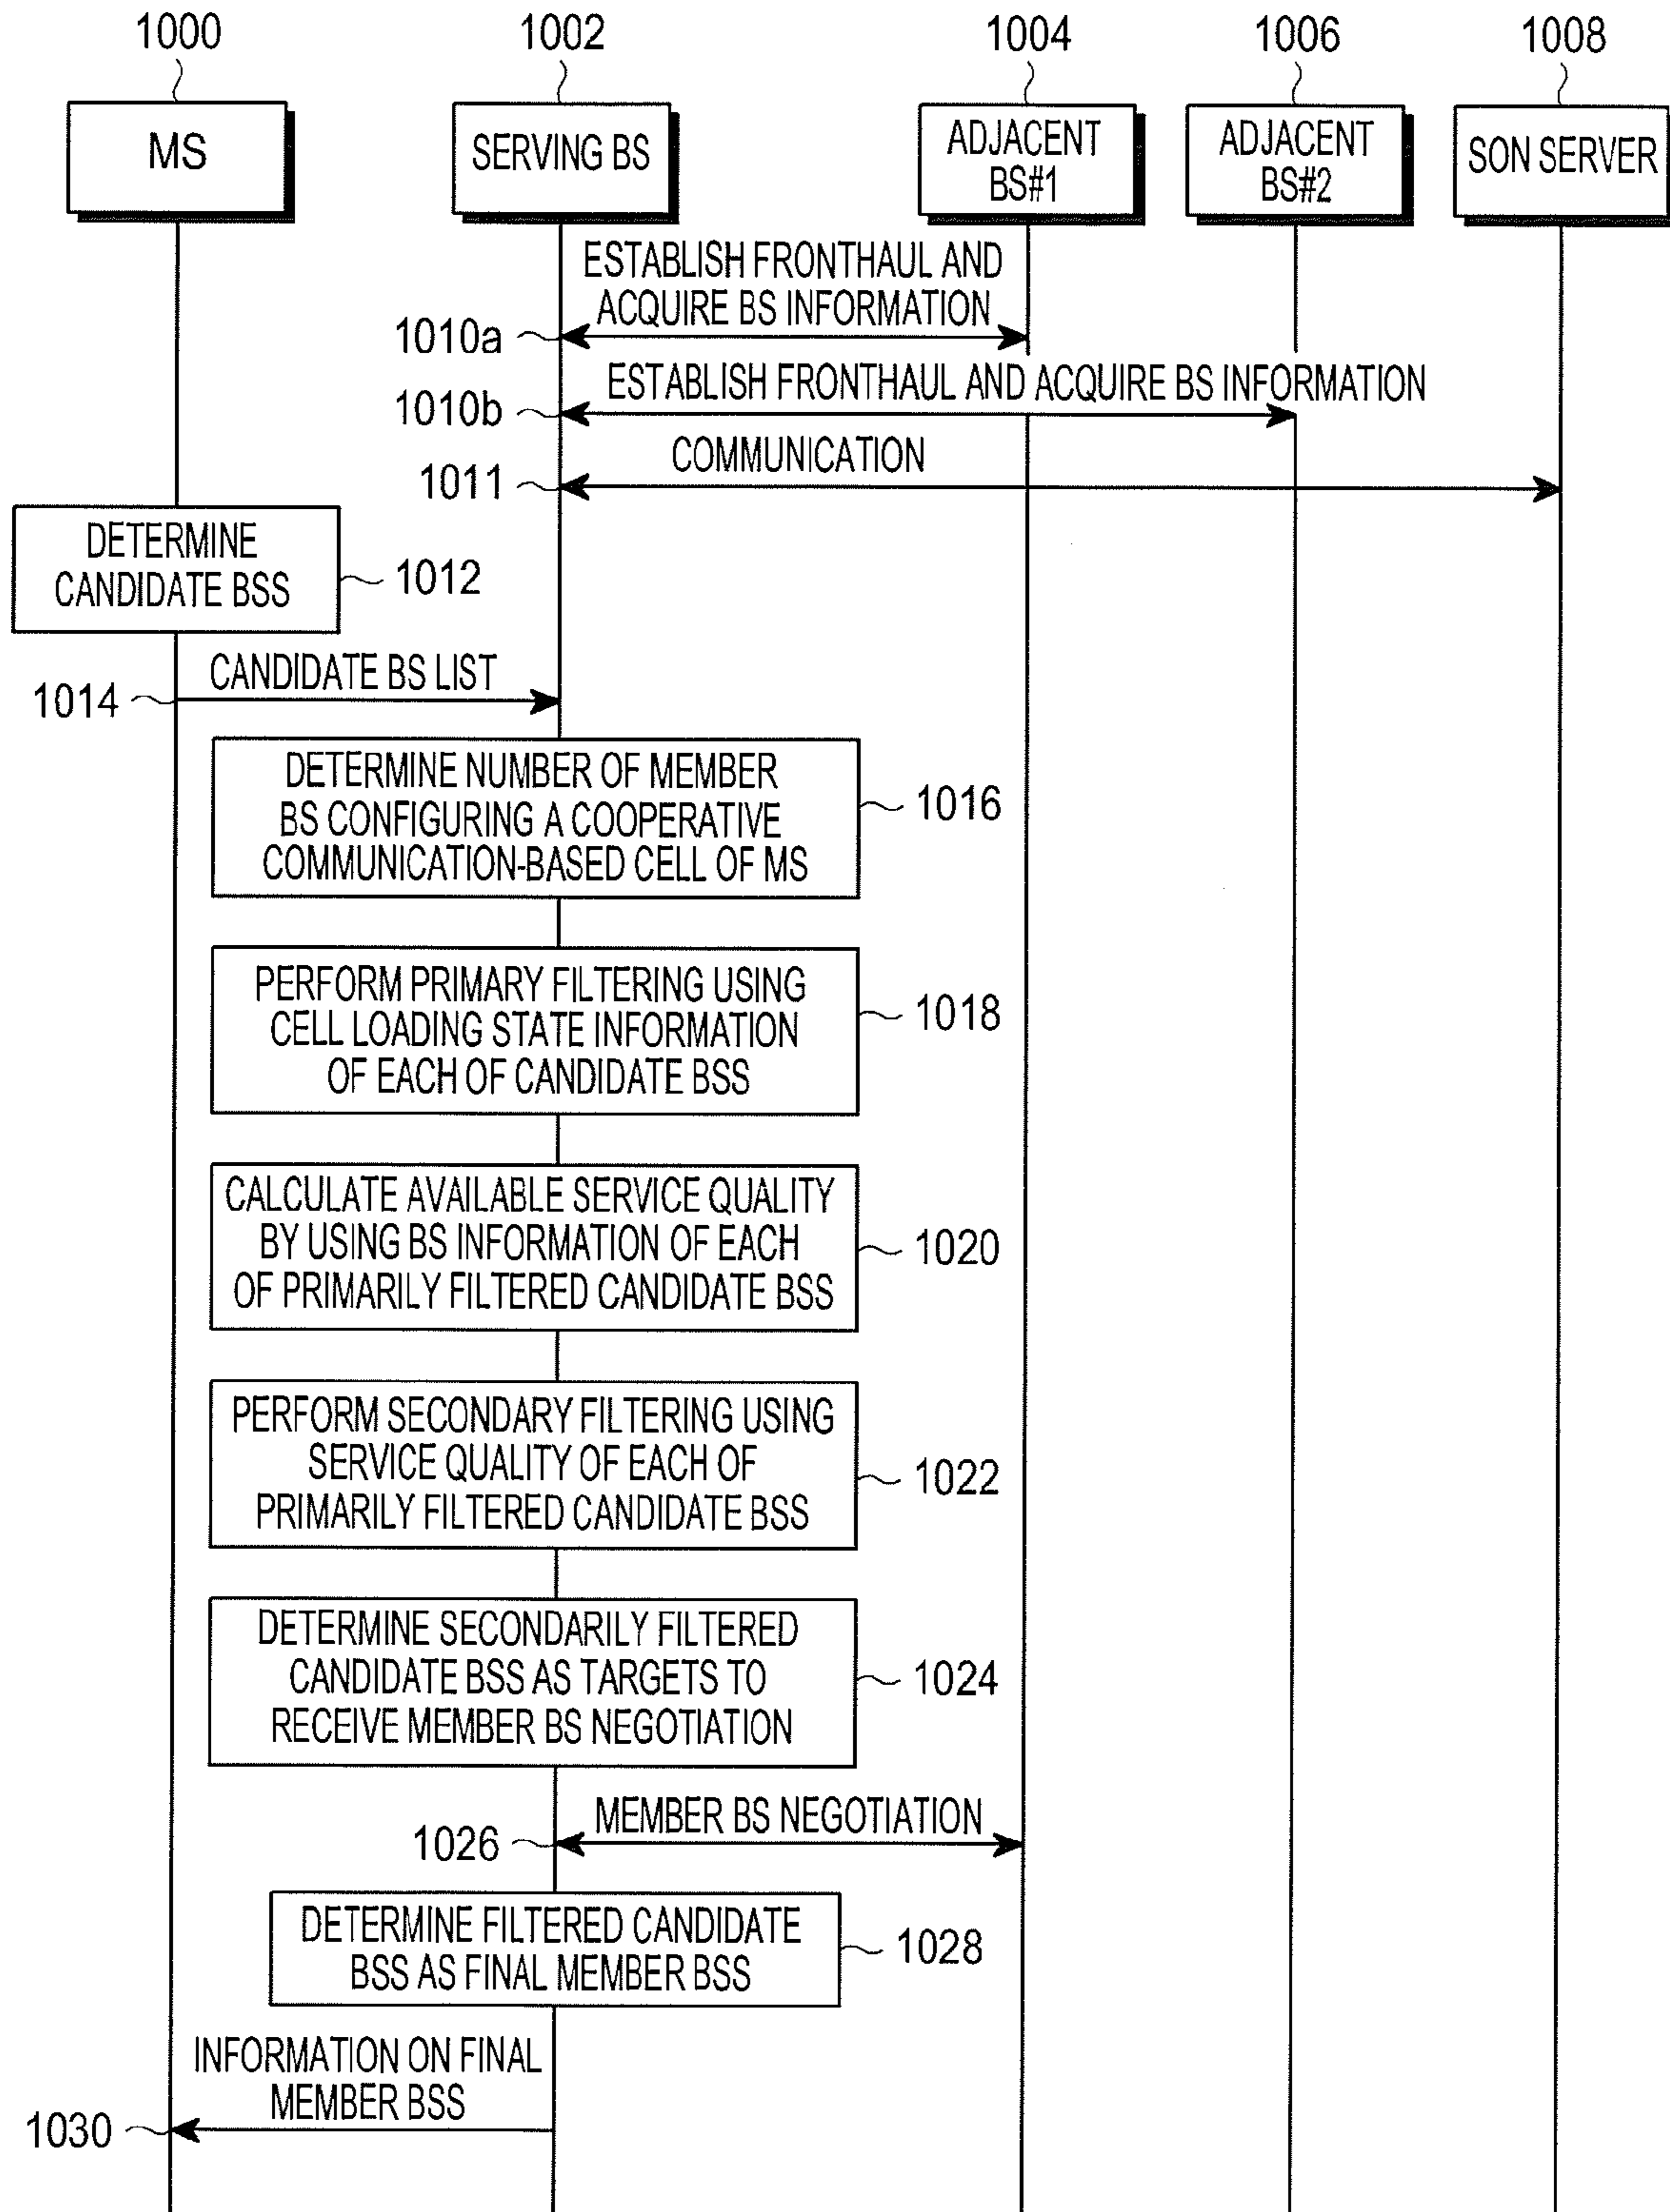 1000
1002
1004
1006
1008
MS
SERVING BS
ADJACENT
BS#1
ADJACENT
BS#2
SON SERVER
ESTABLISH FRONTHAUL AND
ACQUIRE BS INFORMATION
1010a
ESTABLISH FRONTHAUL AND ACQUIRE BS INFORMATION
1010b
COMMUNICATION
1011
DETERMINE
CANDIDATE BSS
1012
CANDIDATE BS LIST
1014
DETERMINE NUMBER OF MEMBER
BS CONFIGURING A COOPERATIVE
COMMUNICATION-BASED CELL OF MS
1016
PERFORM PRIMARY FILTERING USING
CELL LOADING STATE INFORMATION
OF EACH OF CANDIDATE BSS
1018
CALCULATE AVAILABLE SERVICE QUALITY
BY USING BS INFORMATION OF EACH
OF PRIMARILY FILTERED CANDIDATE BSS
1020
PERFORM SECONDARY FILTERING USING
SERVICE QUALITY OF EACH OF
PRIMARILY FILTERED CANDIDATE BSS
1022
DETERMINE SECONDARILY FILTERED
CANDIDATE BSS AS TARGETS TO
RECEIVE MEMBER BS NEGOTIATION
1024
MEMBER BS NEGOTIATION
1026
DETERMINE FILTERED CANDIDATE
BSS AS FINAL MEMBER BSS
1028
INFORMATION ON FINAL
MEMBER BSS
1030